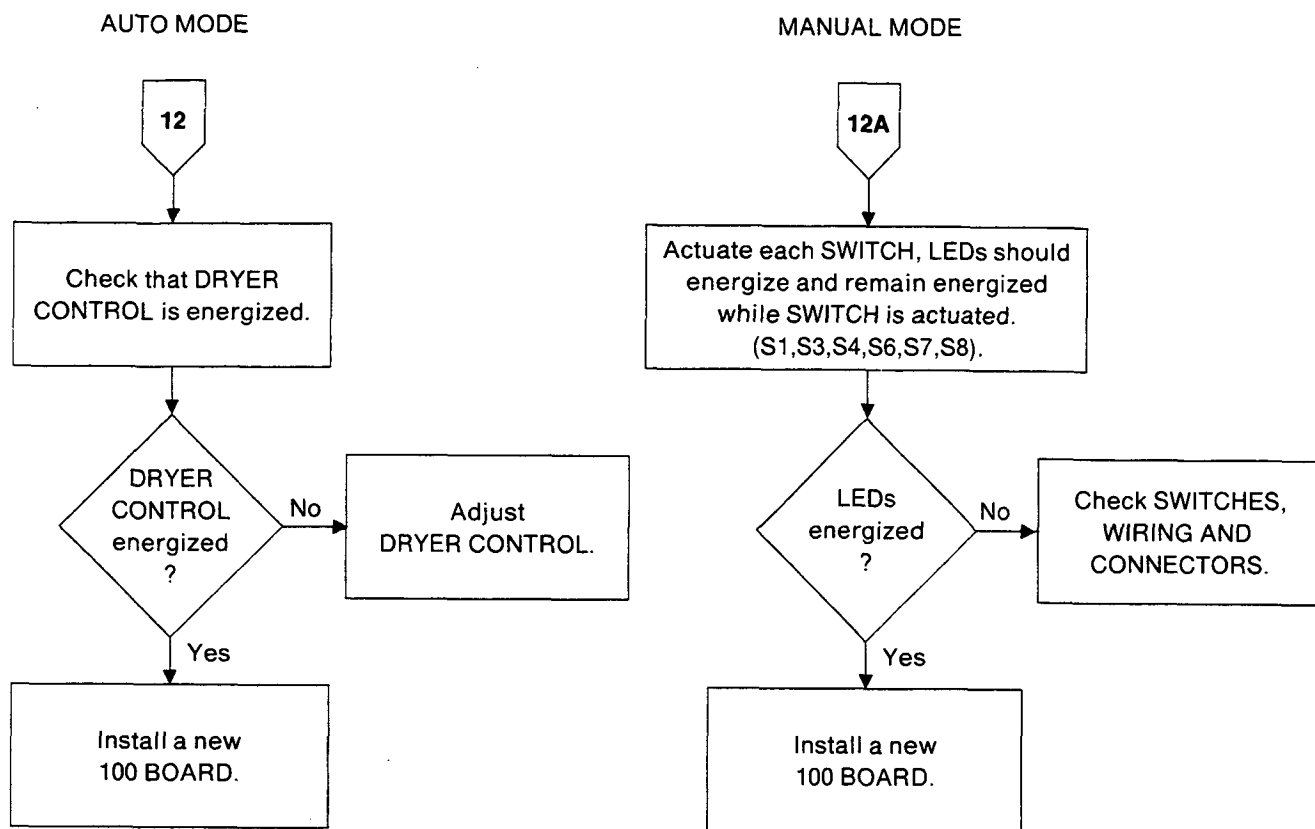 AUTO MODE
12
Check that DRYER
CONTROL is energized.
DRYER
CONTROL
energized
?
No
Adjust
DRYER CONTROL.
Yes
Install a new
100 BOARD.
MANUAL MODE
12A
Actuate each SWITCH, LEDs should
energize and remain energized
while SWITCH is actuated.
(S1,S3,S4,S6,S7,S8).
LEDs
energized
?
No
Check SWITCHES,
WIRING AND
CONNECTORS.
Yes
Install a new
100 BOARD.